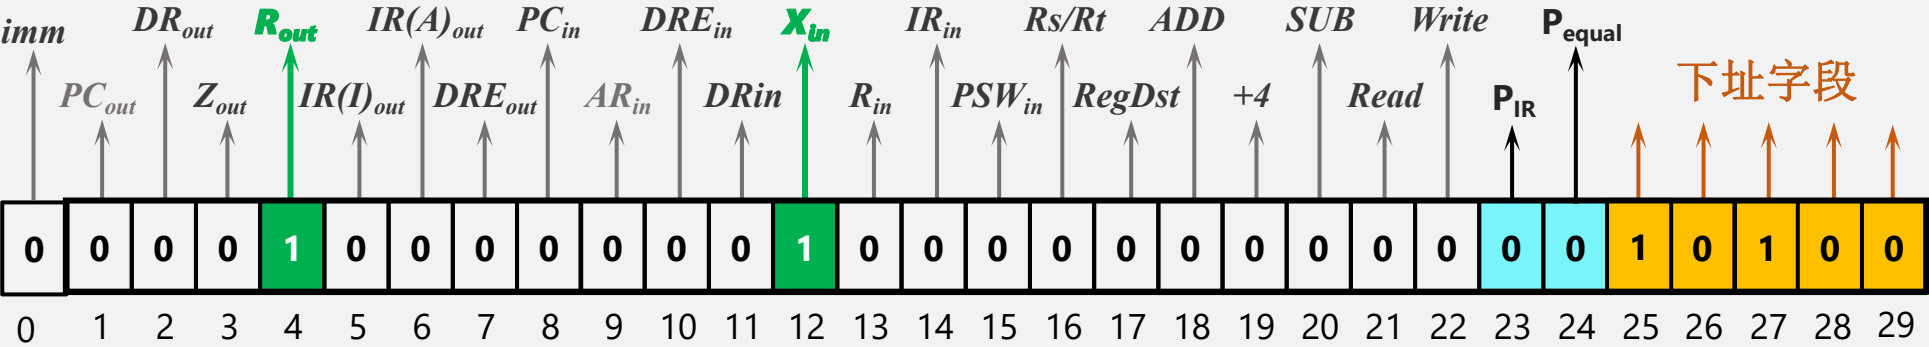 imm DRout Rout IR(A)out PCin DREin Xin IRin Rs/Rt ADD SUB Write Pequal
PCout Zout IR(I)out DREout ARin DRin Rin PSWin RegDst +4 Read PIR 下址字段
0 0 0 0 1 0 0 0 0 0 0 0 1 0 0 0 0 0 0 0 0 0 0 0 0 1 0 1 0 0
0 1 2 3 4 5 6 7 8 9 10 11 12 13 14 15 16 17 18 19 20 21 22 23 24 25 26 27 28 29